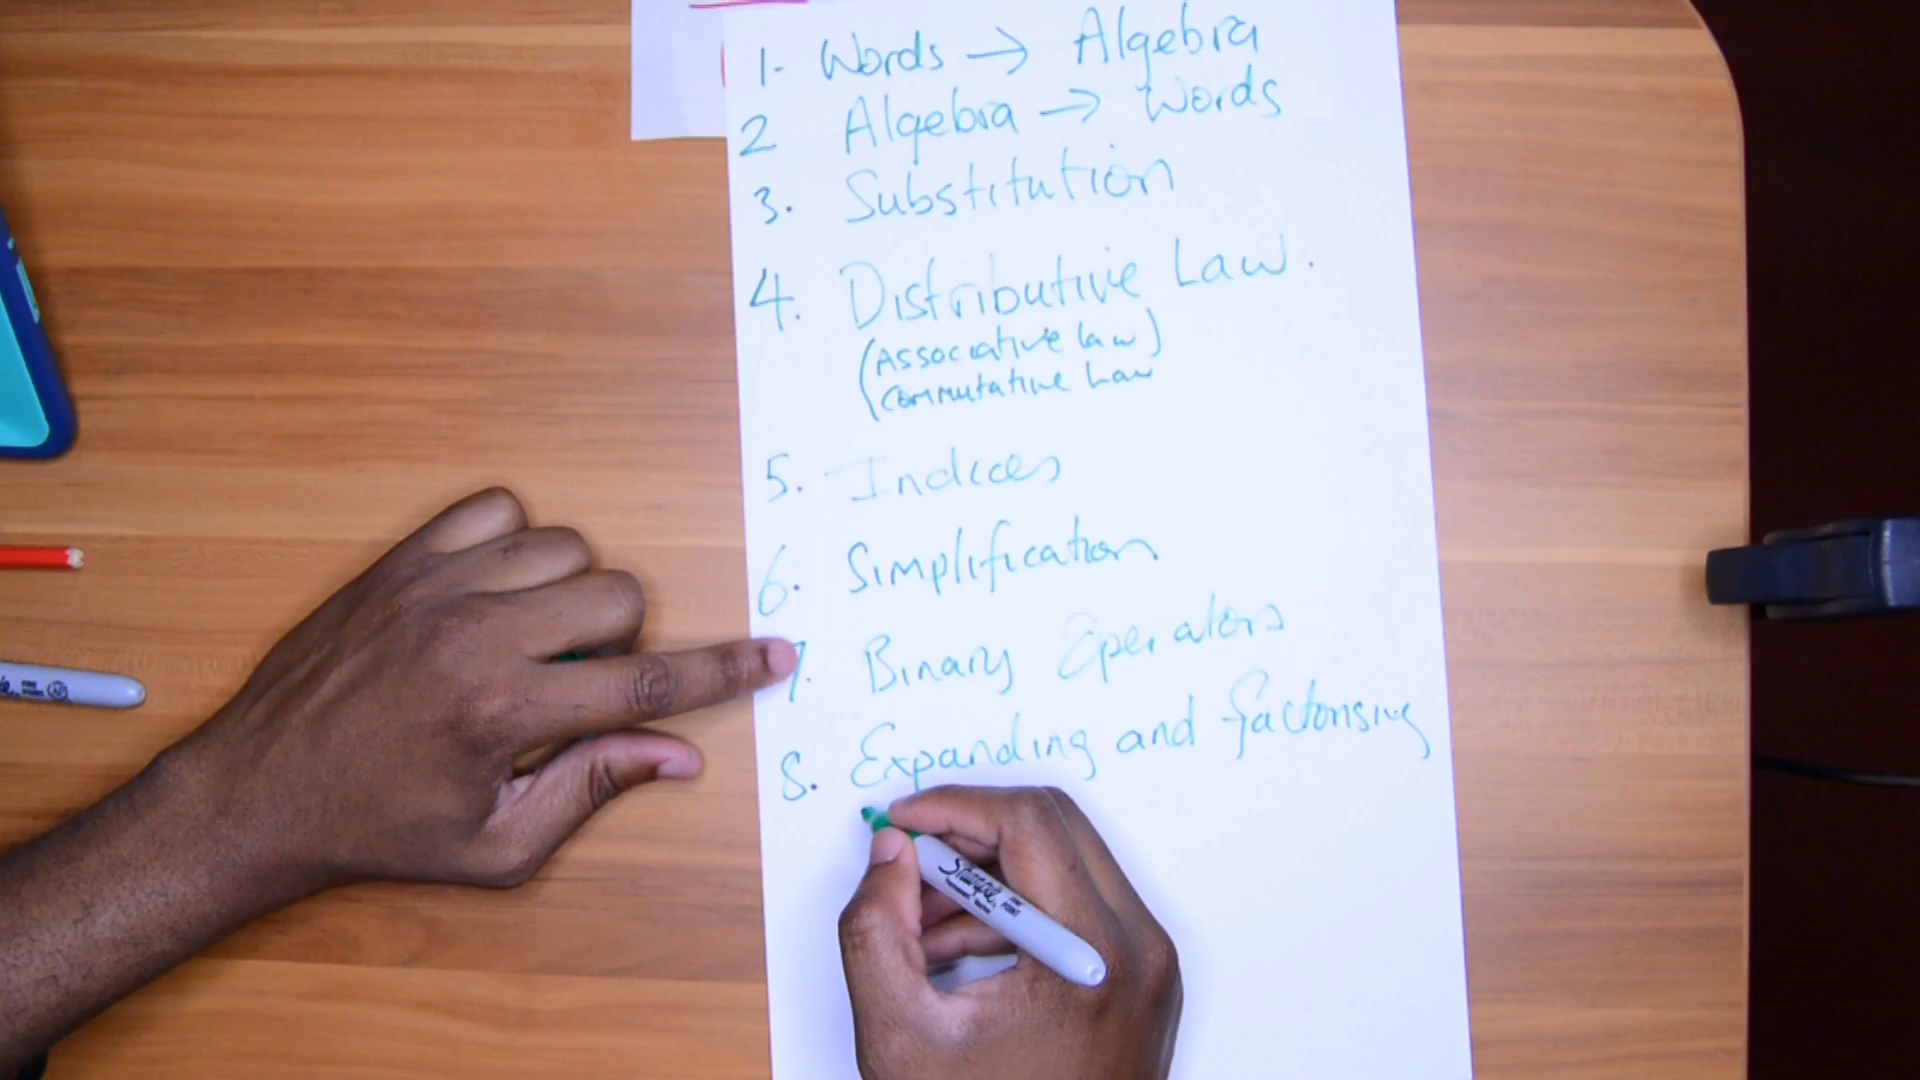 1. Words → Algebra
2 Algebra → Words
3. Substitution
4. Distributive Law.
(Associative law)
Commutative Law
5. Indices
6. Simplification
7. Binary Operators
8. Expanding and factorising
Sharpie